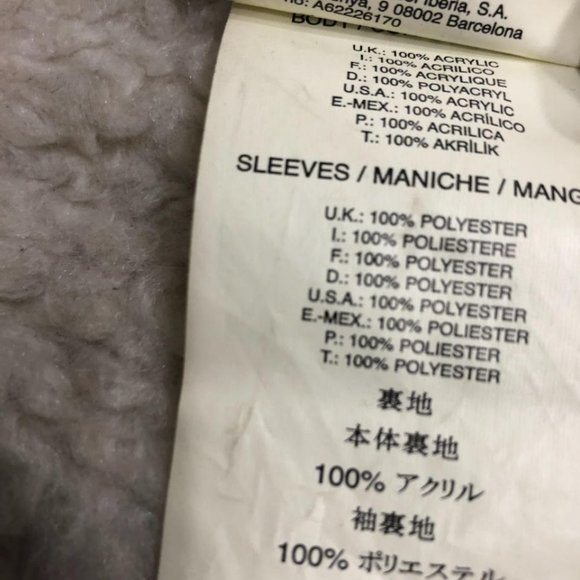 Iberia, S.A.
9 08002 Barcelona
no: A62226170
BODY /
U.K.: 100% ACRYLIC
I.: 100% ACRILICO
F.: 100% ACRYLIQUE
D.: 100% POLYACRYL
U.S.A.: 100% ACRYLIC
E.-MEX.: 100% ACRÍLICO
P.: 100% ACRILICA
T.: 100% AKRİLİK
SLEEVES / MANICHE / MANG
U.K.: 100% POLYESTER
I.: 100% POLIESTERE
F.: 100% POLYESTER
D.: 100% POLYESTER
U.S.A.: 100% POLYESTER
E.-MEX.: 100% POLIESTER
P.: 100% POLIESTER
T.: 100% POLYESTER
裏地
本体裏地
100% アクリル
袖裏地
100% ポリエステル